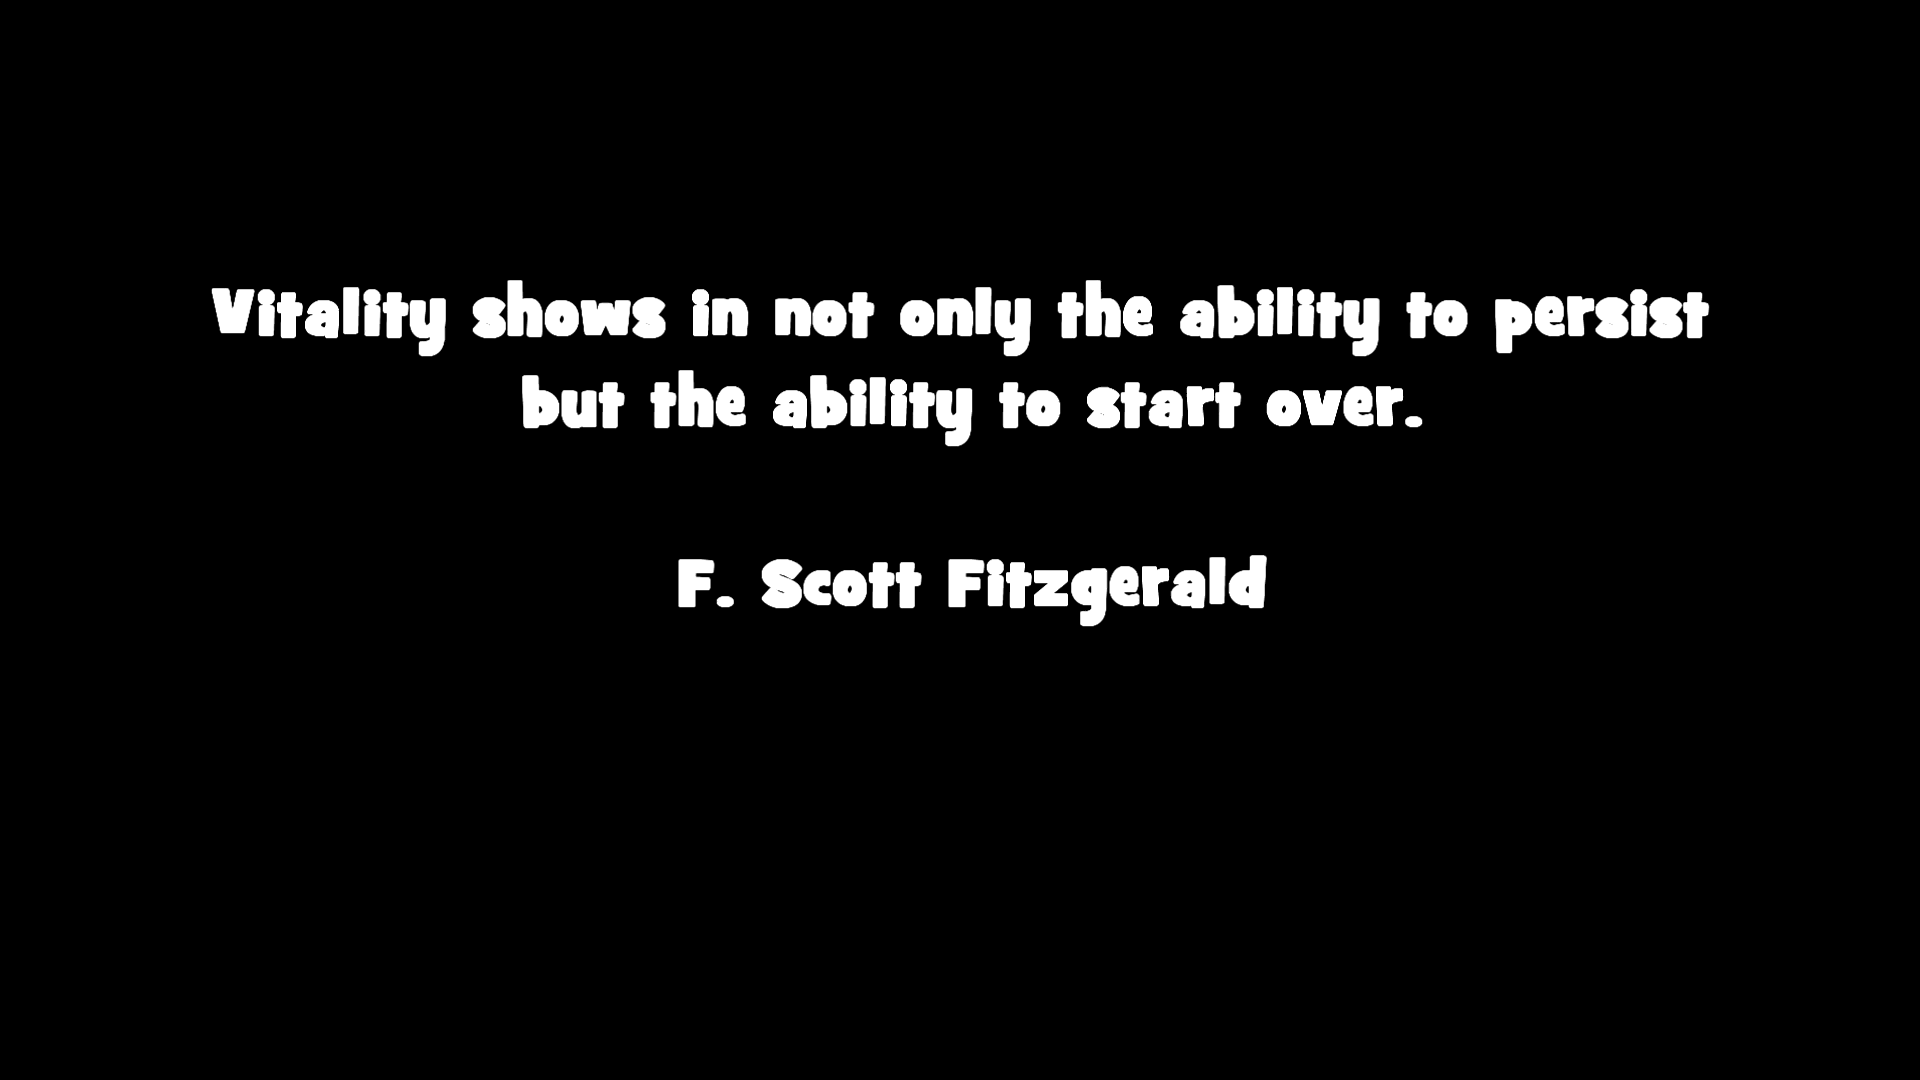 Vitality shows in not only the ability to persist
but the ability to start over.
F. Scott Fitzgerald